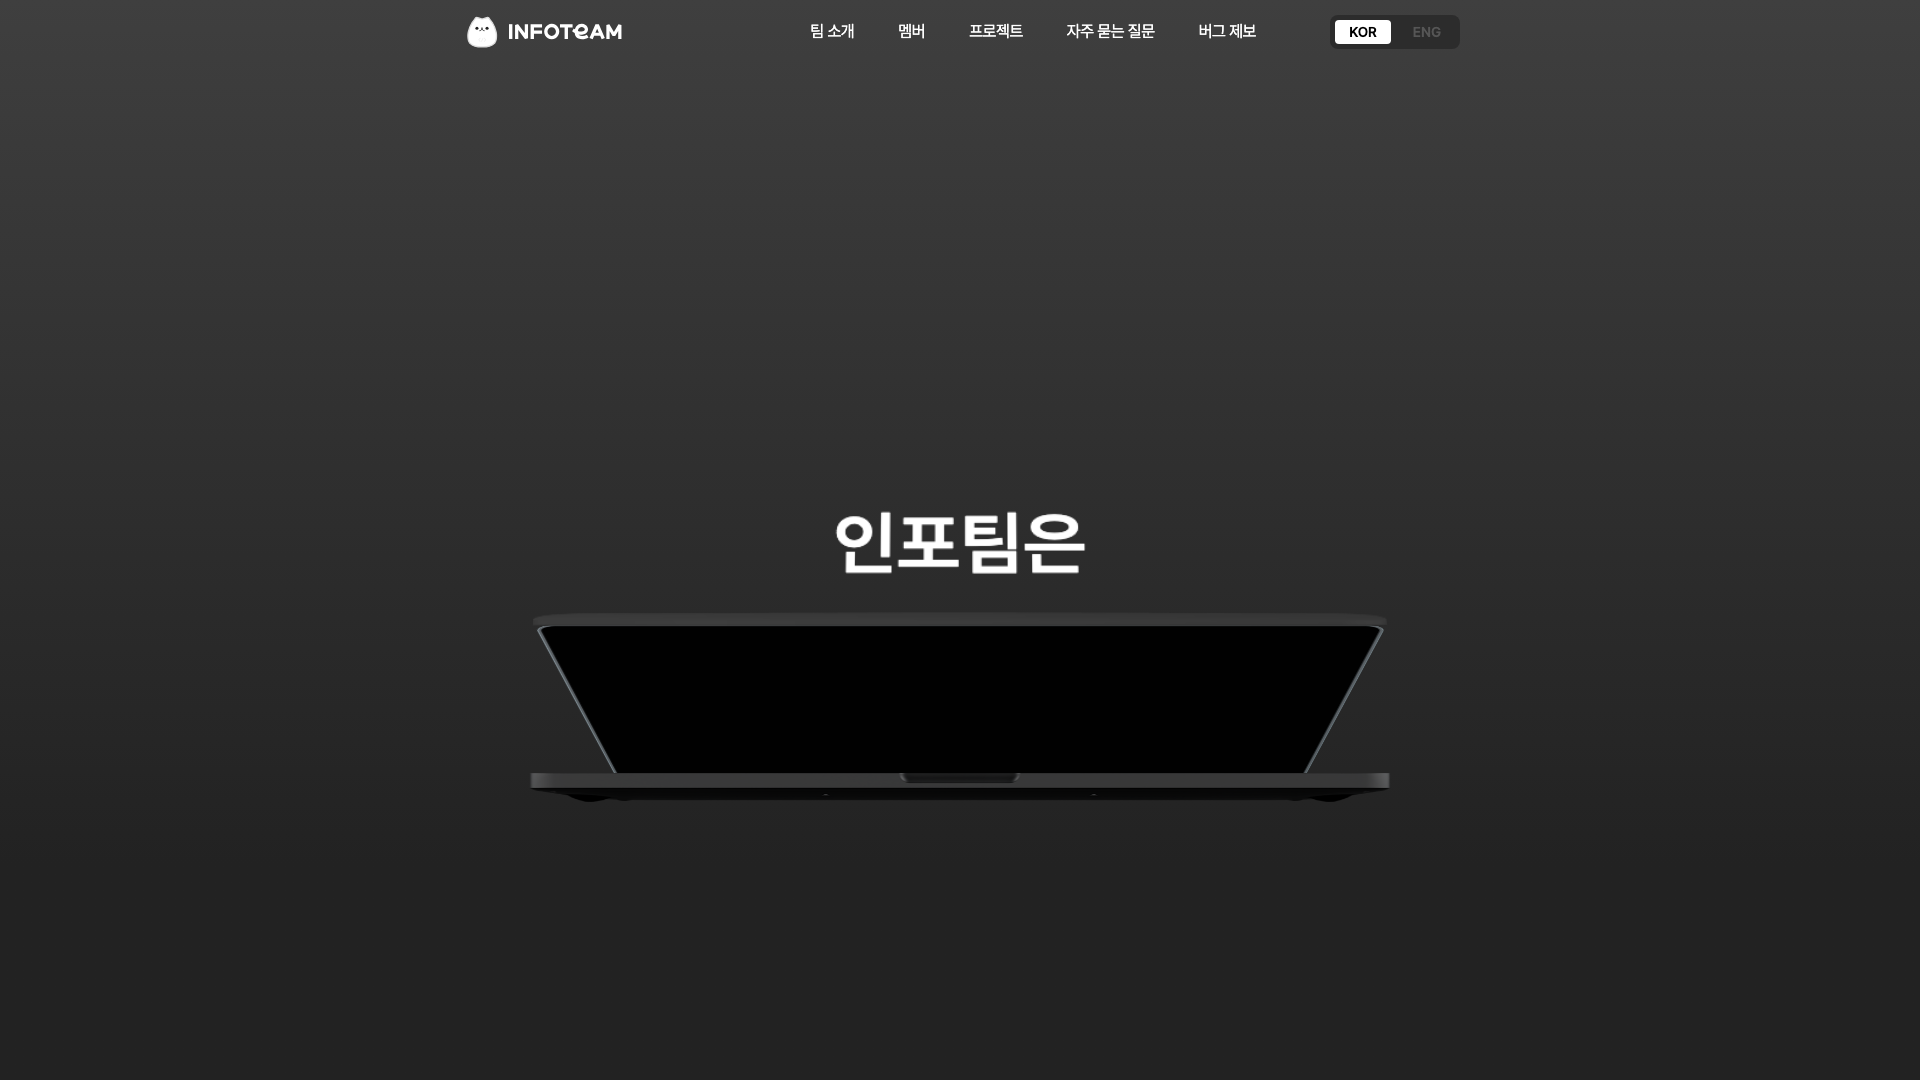 INFOTEAM
팀 소개
멤버
프로젝트
자주 묻는 질문
버그 제보
KOR
ENG
인포팀은